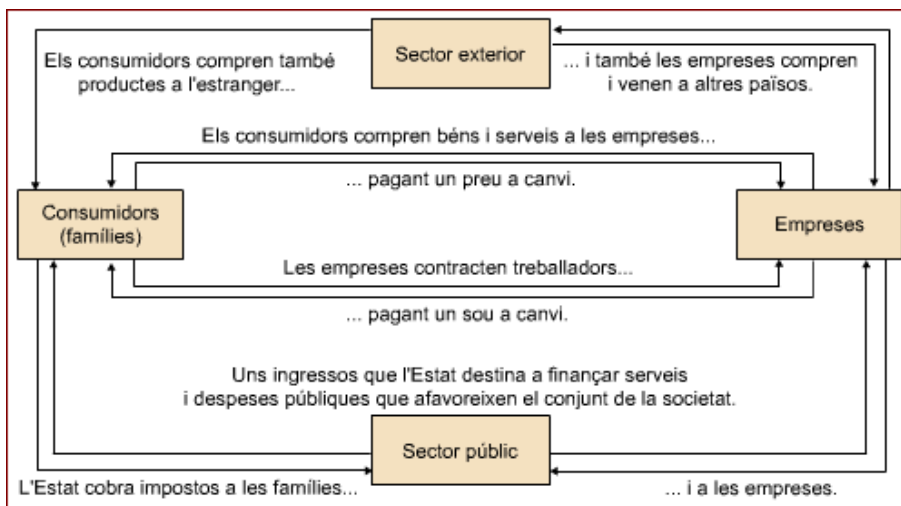 Sector exterior
Els consumidors compren també
productes a l'estranger...
... i també les empreses compren
i venen a altres països.
Els consumidors compren béns i serveis a les empreses...
... pagant un preu a canvi.
Consumidors
(famílies)
Empreses
Les empreses contracten treballadors...
... pagant un sou a canvi.
Uns ingressos que l'Estat destina a finançar serveis
i despeses públiques que afavoreixen el conjunt de la societat.
Sector públic
L'Estat cobra impostos a les famílies...
... i a les empreses.